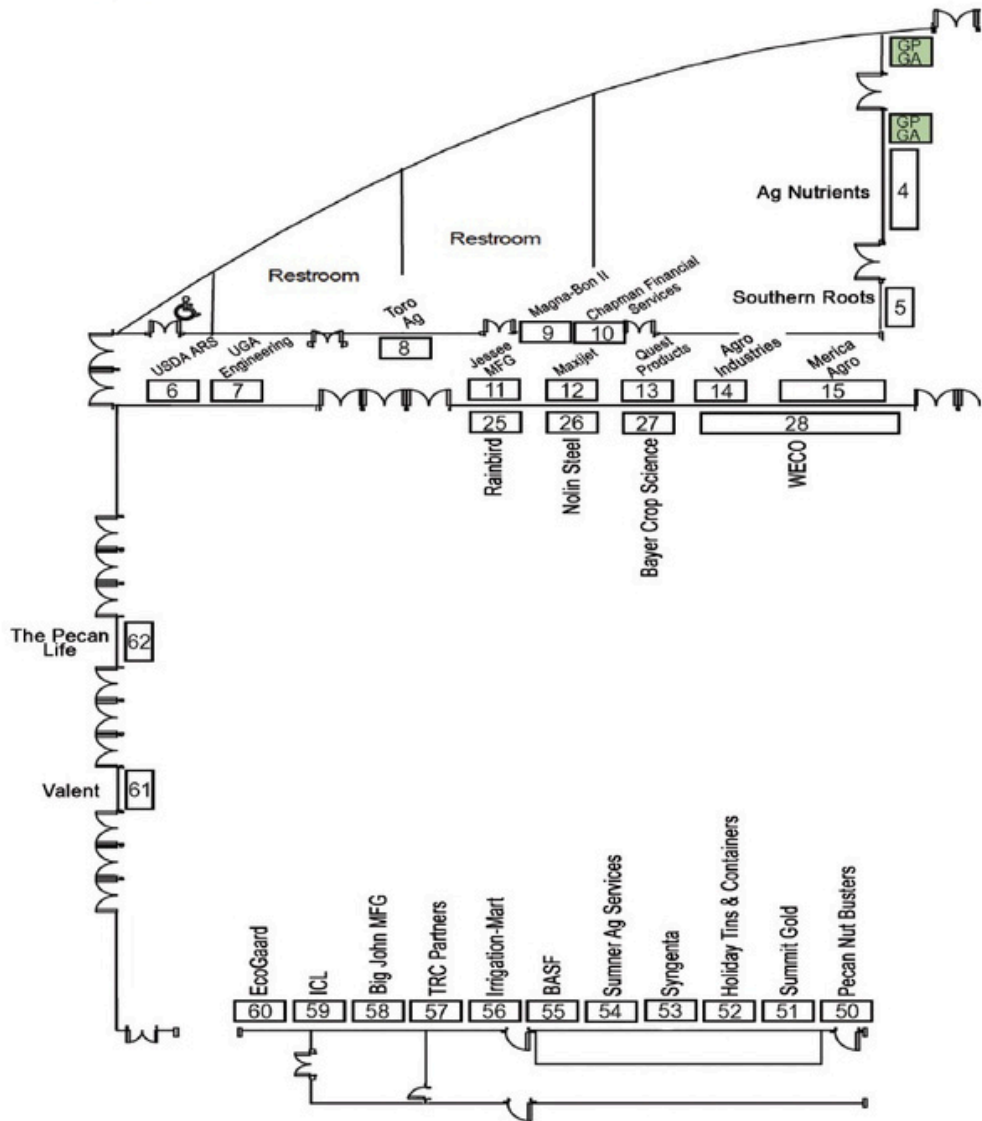 GP
GA
GP
GA
Ag Nutrients
4
Restroom
Restroom
Southern Roots
5
Toro
Ag
8
Magna-Bon II
9
Chapman Financial
Services
10
USDA ARS
6
UGA
Engineering
7
Jessee
MFG
11
Maxijet
12
Quest
Products
13
Agro
Industries
14
Merica
Agro
15
25
Rainbird
26
Nolin Steel
27
Bayer Crop Science
28
WECO
The Pecan
Life
62
Valent
61
EcoGaard
60
ICL
59
Big John MFG
58
TRC Partners
57
Irrigation-Mart
56
BASF
55
Sumner Ag Services
54
Syngenta
53
Holiday Tins & Containers
52
Summit Gold
51
Pecan Nut Busters
50